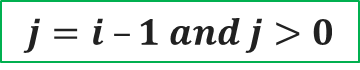 j = i – 1 and j > 0